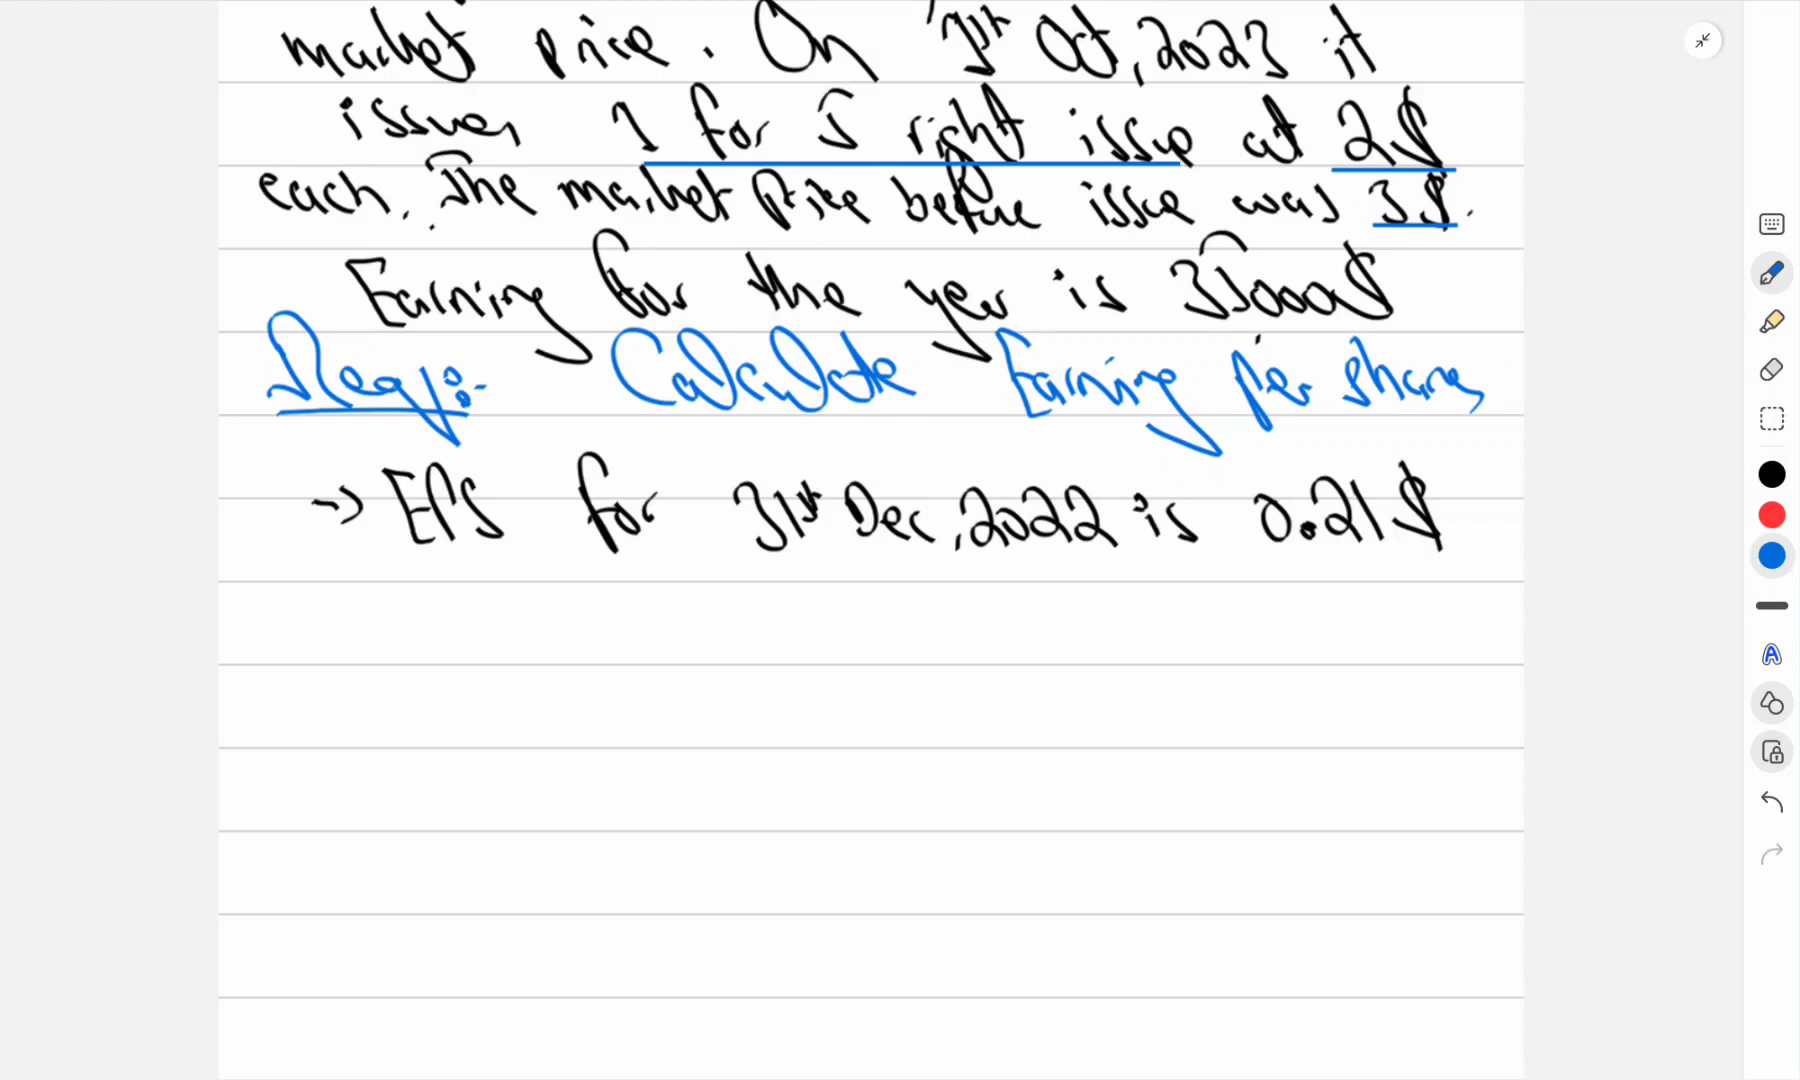 market price. On 1st Oct, 2023 it
issues 1 for 5 right issue at 2$
each. The market price before issue was 3$.
Earning for the year is 35000$
Req:- Calculate Earning per share,
→ EPS for 31st Dec, 2022 is 0.21$